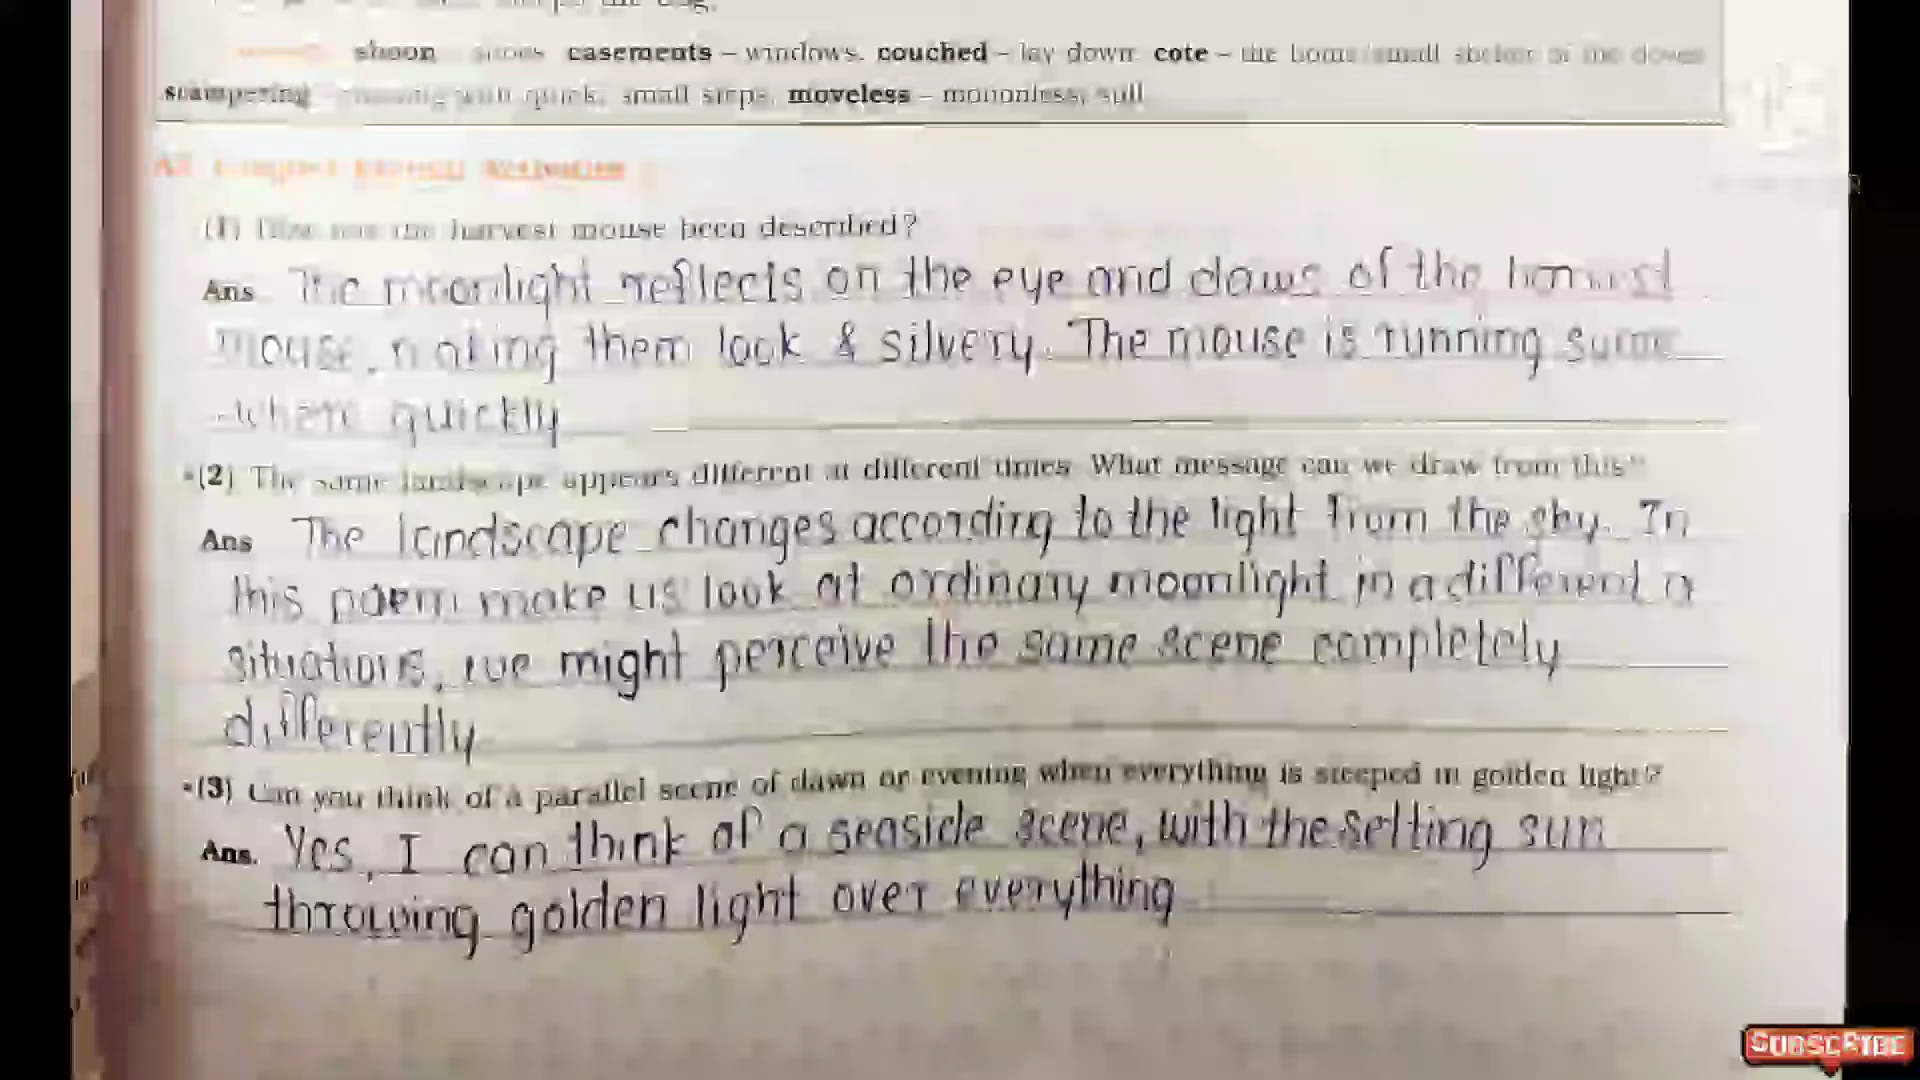 shoon shoes casements – windows. couched – lay down cote – the home/small shelter of the doves
scampering – running with quick, small steps. moveless – motionless, still
Activities
(1) How has the harvest mouse been described?
Ans. The moonlight reflects on the eye and claws of the harvest
mouse, making them look & silvery. The mouse is running some
where quickly
(2) The same landscape appears different at different times. What message can we draw from this?
Ans The landscape changes according to the light from the sky. In
this poem make us look at ordinary moonlight in a different a
situations, we might perceive the same scene completely
differently
(3) Can you think of a parallel scene of dawn or evening when everything is steeped in golden light?
Ans. Yes, I can think of a seaside scene, with the setting sun
throwing golden light over everything
SUBSCRIBE